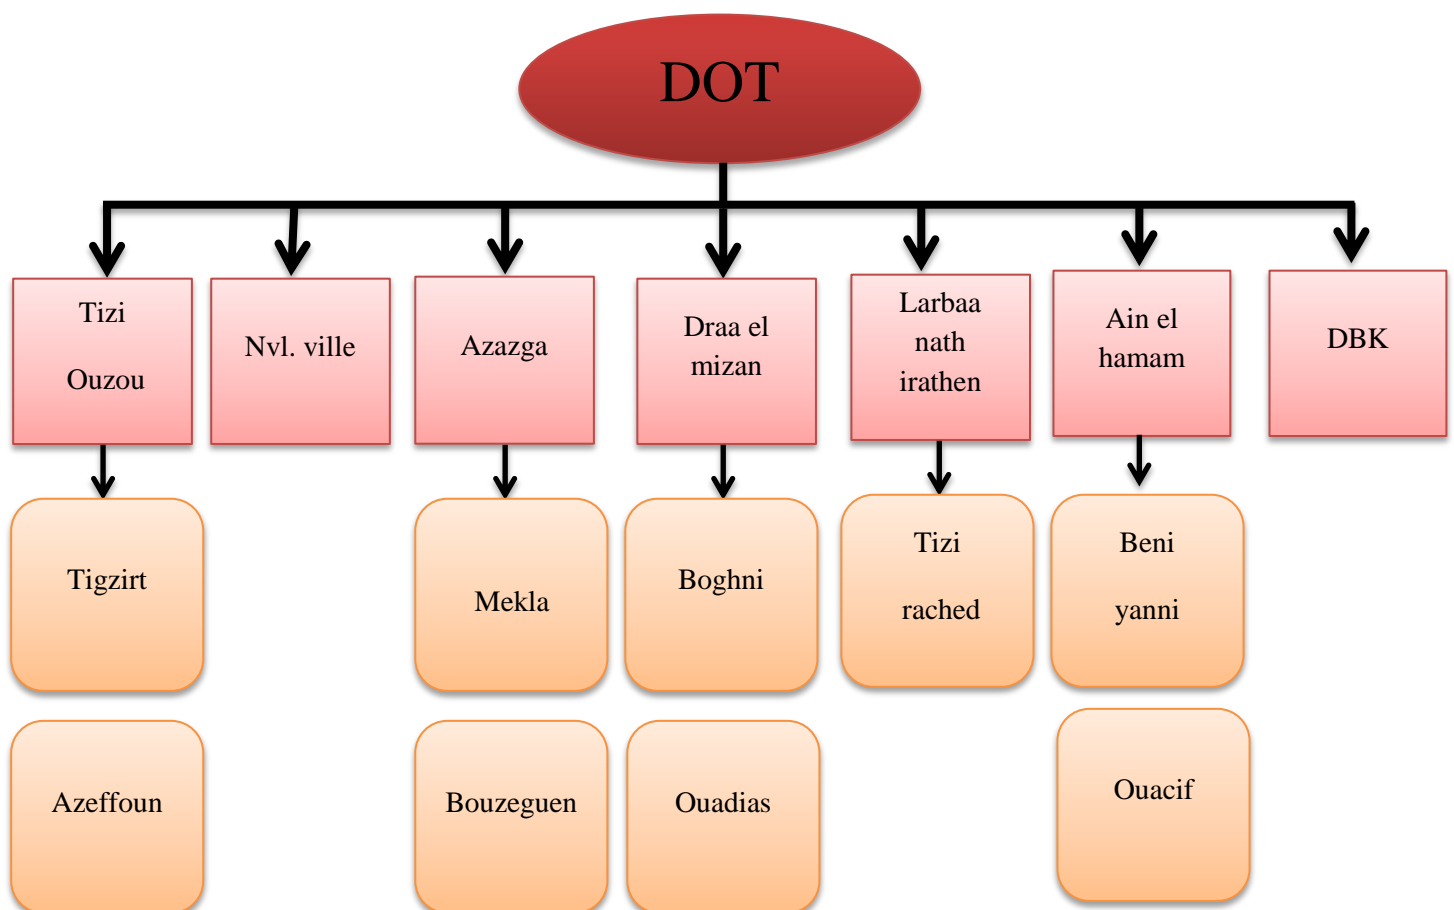 DOT
Tizi
Ouzou
Nvl. ville
Azazga
Draa el
mizan
Larbaa
nath
irathen
Ain el
hamam
DBK
Tigzirt
Mekla
Boghni
Tizi
rached
Beni
yanni
Azeffoun
Bouzeguen
Ouadias
Ouacif